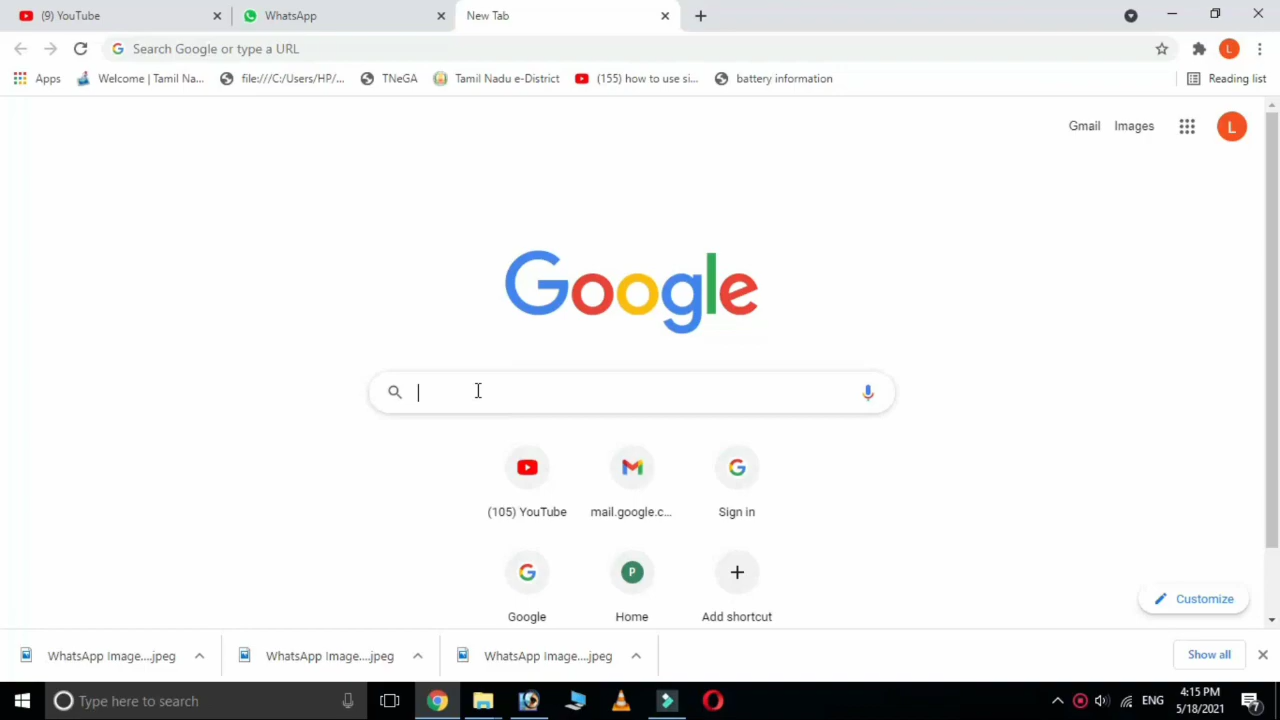 (9) YouTube
WhatsApp
New Tab
Search Google or type a URL
L
Apps
Welcome | Tamil Na...
file:///C:/Users/HP/...
TNeGA
Tamil Nadu e-District
(155) how to use si...
battery information
Reading list
Gmail
Images
L
Google
(105) YouTube
mail.google.c...
Sign in
P
Google
Home
Add shortcut
Customize
WhatsApp Image....jpeg
WhatsApp Image....jpeg
WhatsApp Image....jpeg
Show all
Type here to search
ENG
4:15 PM
5/18/2021
7